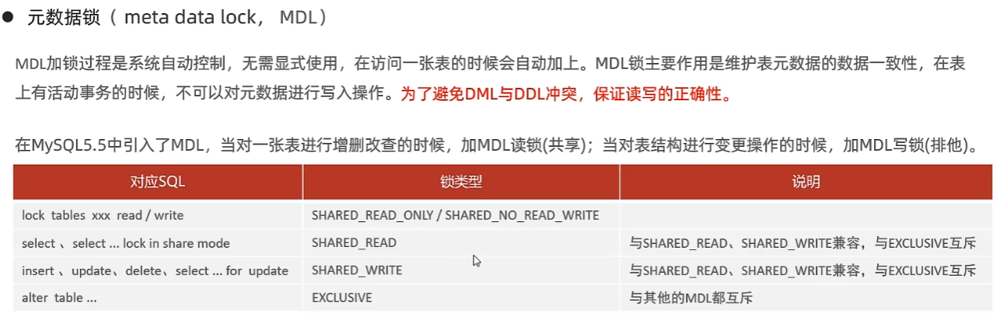 ● 元数据锁（ meta data lock， MDL）
MDL加锁过程是系统自动控制，无需显式使用，在访问一张表的时候会自动加上。MDL锁主要作用是维护表元数据的数据一致性，在表
上有活动事务的时候，不可以对元数据进行写入操作。为了避免DML与DDL冲突，保证读写的正确性。
在MySQL5.5中引入了MDL，当对一张表进行增删改查的时候，加MDL读锁(共享)；当对表结构进行变更操作的时候，加MDL写锁(排他)。
对应SQL 锁类型 说明
lock tables xxx read / write SHARED_READ_ONLY / SHARED_NO_READ_WRITE
select 、select ... lock in share mode SHARED_READ 与SHARED_READ、SHARED_WRITE兼容，与EXCLUSIVE互斥
insert 、update、delete、select ... for update SHARED_WRITE 与SHARED_READ、SHARED_WRITE兼容，与EXCLUSIVE互斥
alter table ... EXCLUSIVE 与其他的MDL都互斥